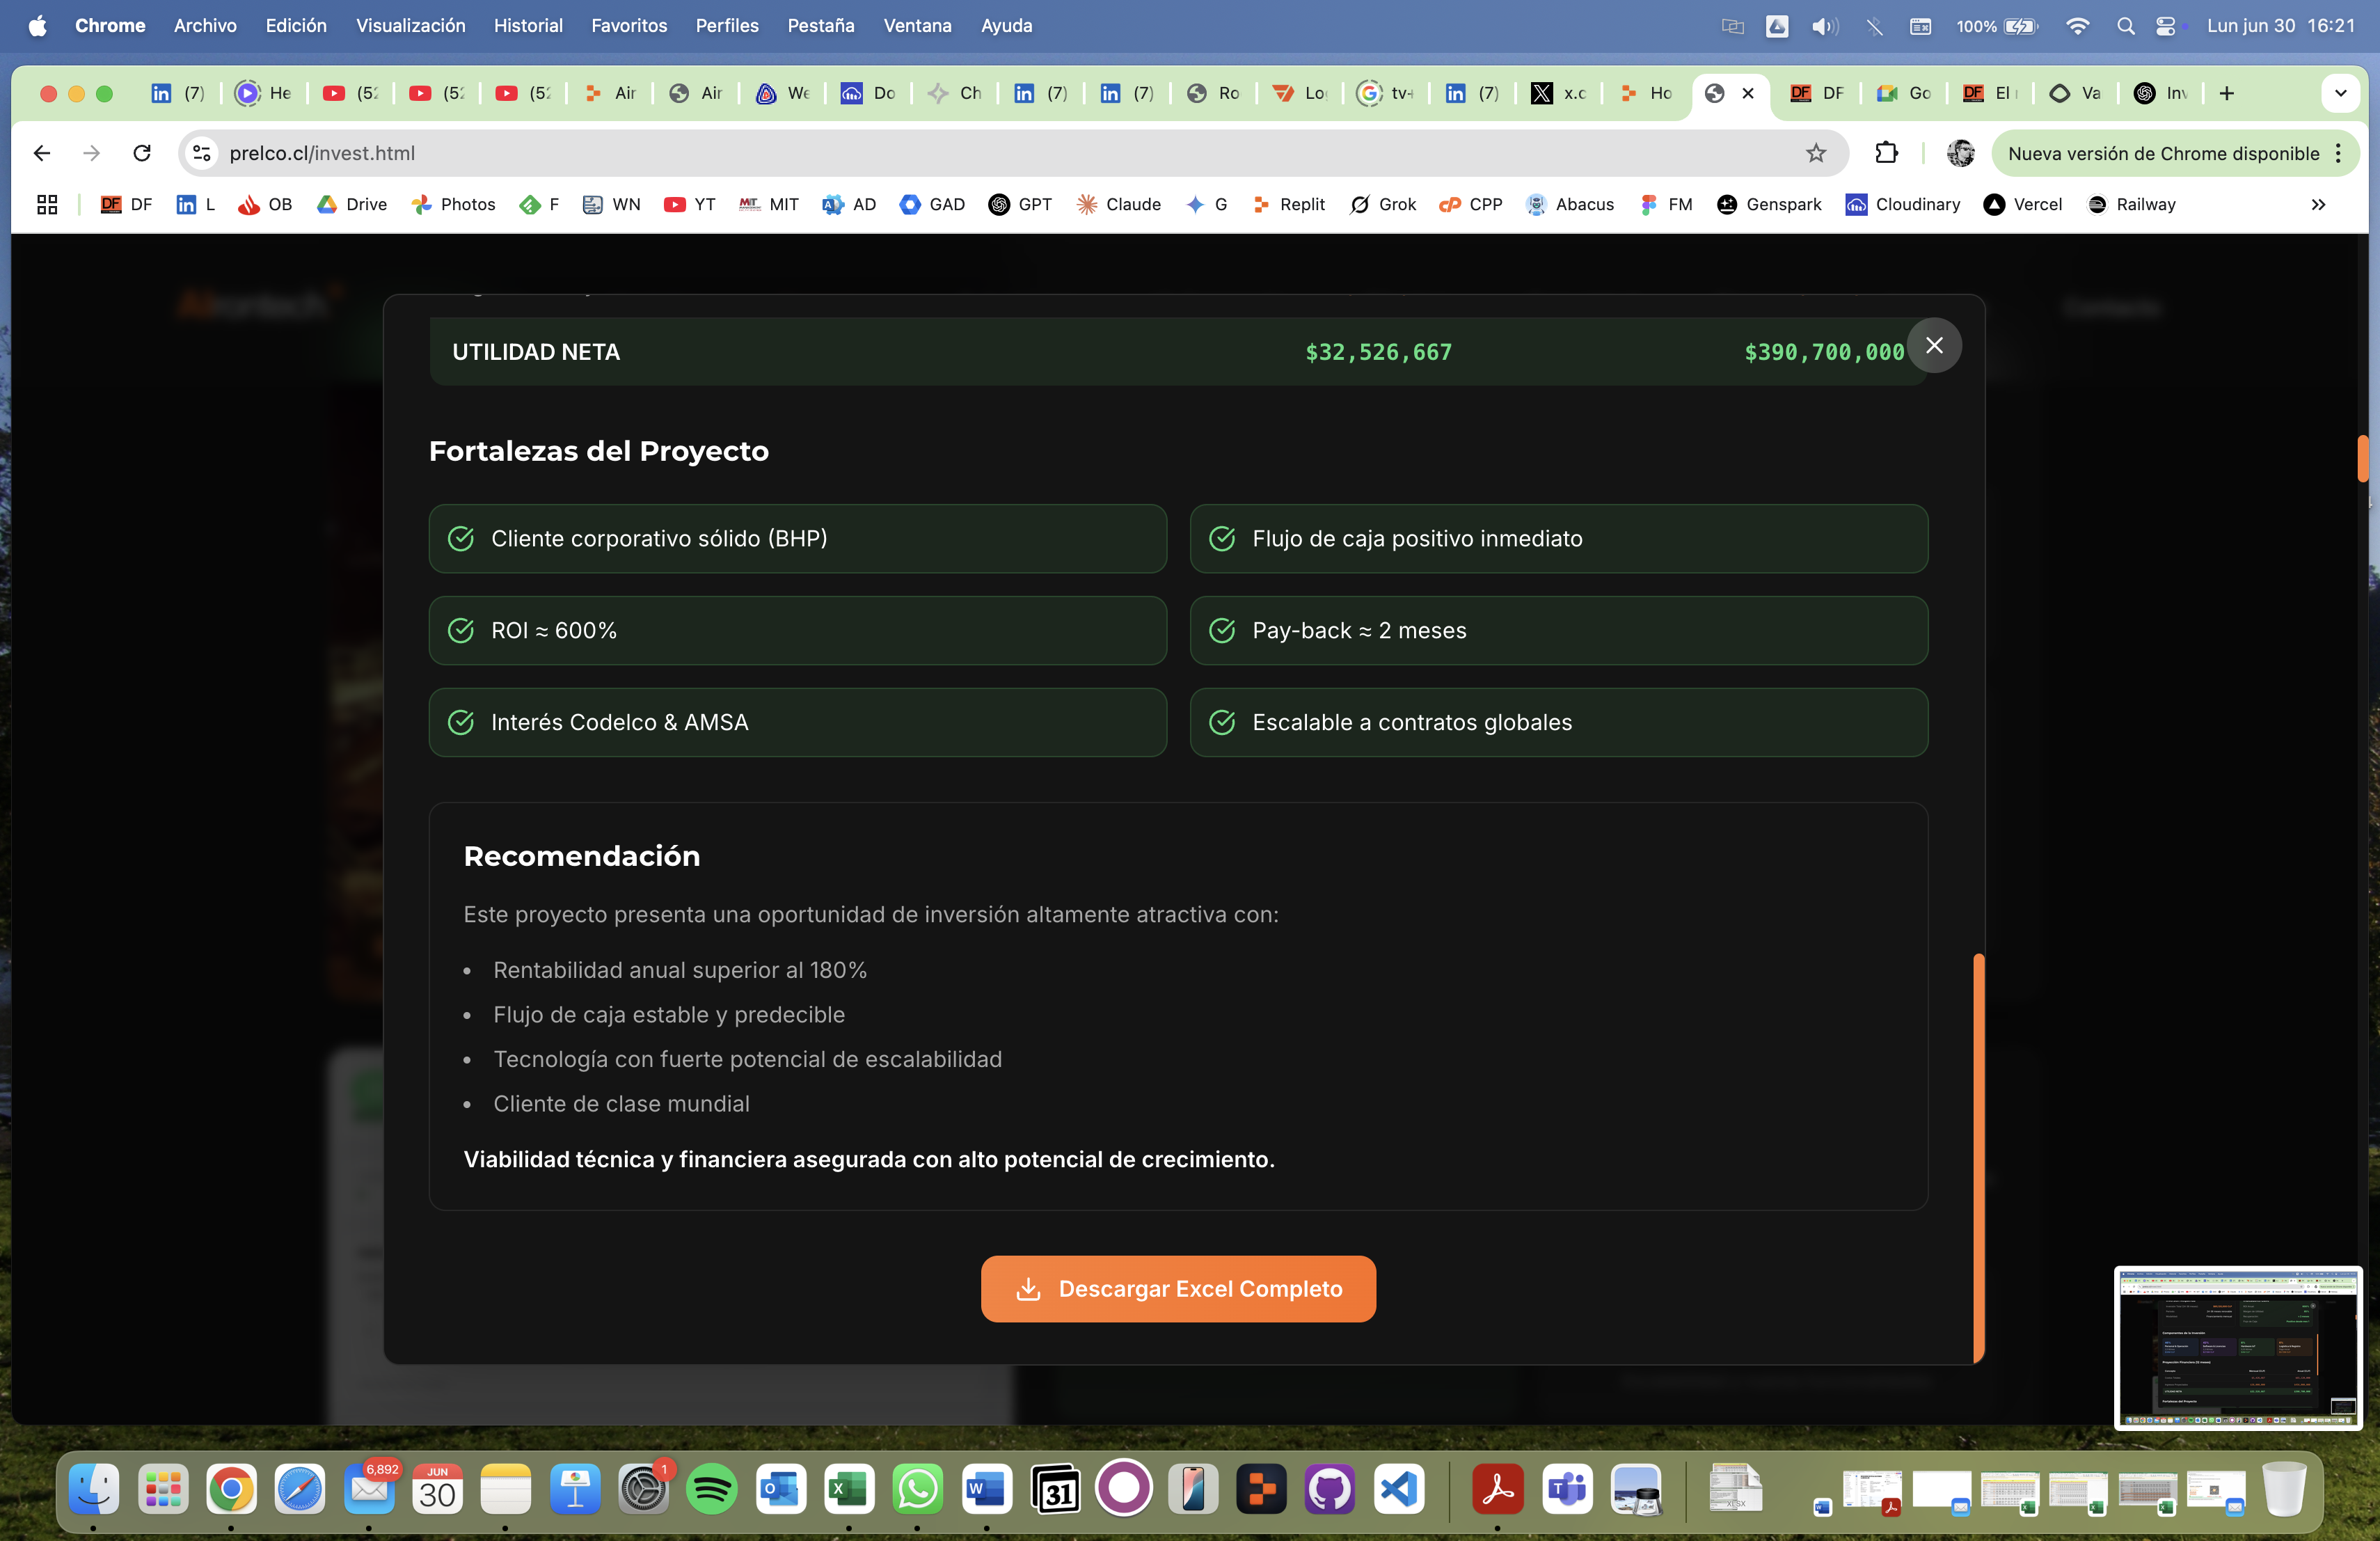 Chrome Archivo Edición Visualización Historial Favoritos Perfiles Pestaña Ventana Ayuda 100% Lun jun 30 16:21
(7) He (52 (52 (52 Air Air We Do Ch (7) (7) Ro Lo tv- (7) x.c Ho DF Go El Va Inv
prelco.cl/invest.html Nueva versión de Chrome disponible
DF L OB Drive Photos F WN YT MIT AD GAD GPT Claude G Replit Grok CPP Abacus FM Genspark Cloudinary Vercel Railway
AIrontech Contacto
UTILIDAD NETA $32,526,667 $390,700,000
Fortalezas del Proyecto
Cliente corporativo sólido (BHP) Flujo de caja positivo inmediato
ROI ≈ 600% Pay-back ≈ 2 meses
Interés Codelco & AMSA Escalable a contratos globales
Recomendación
Este proyecto presenta una oportunidad de inversión altamente atractiva con:
• Rentabilidad anual superior al 180%
• Flujo de caja estable y predecible
• Tecnología con fuerte potencial de escalabilidad
• Cliente de clase mundial
Viabilidad técnica y financiera asegurada con alto potencial de crecimiento.
Descargar Excel Completo
6,892 JUN 30 1 31 XLSX